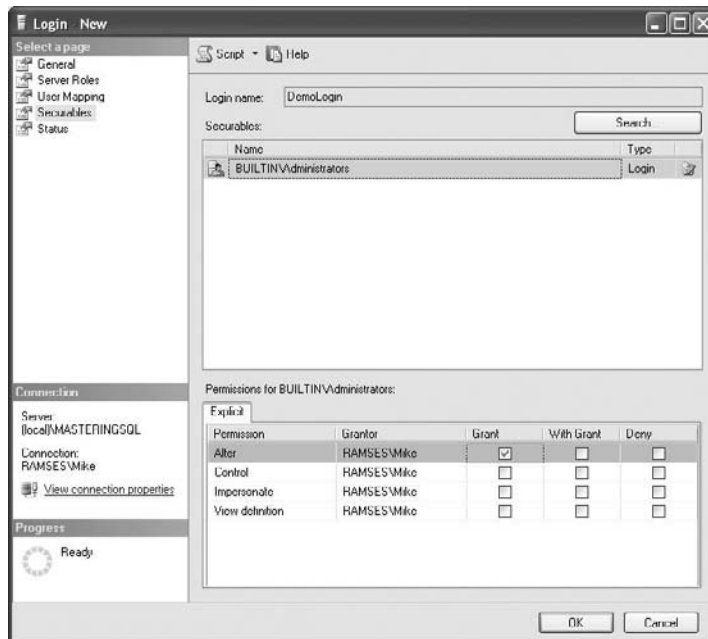 Login - New
Select a page
General
Server Roles
User Mapping
Securables
Status
Script Help
Login name: DemoLogin
Securables: Search
Name Type
BUILTIN\Administrators Login
Permissions for BUILTIN\Administrators:
Explicit
Permission Grantor Grant With Grant Deny
Alter RAMSES\Mike
Control RAMSES\Mike
Impersonate RAMSES\Mike
View definition RAMSES\Mike
Connection
Server:
(local)\MASTERINGSQL
Connection:
RAMSES\Mike
View connection properties
Progress
Ready
OK Cancel